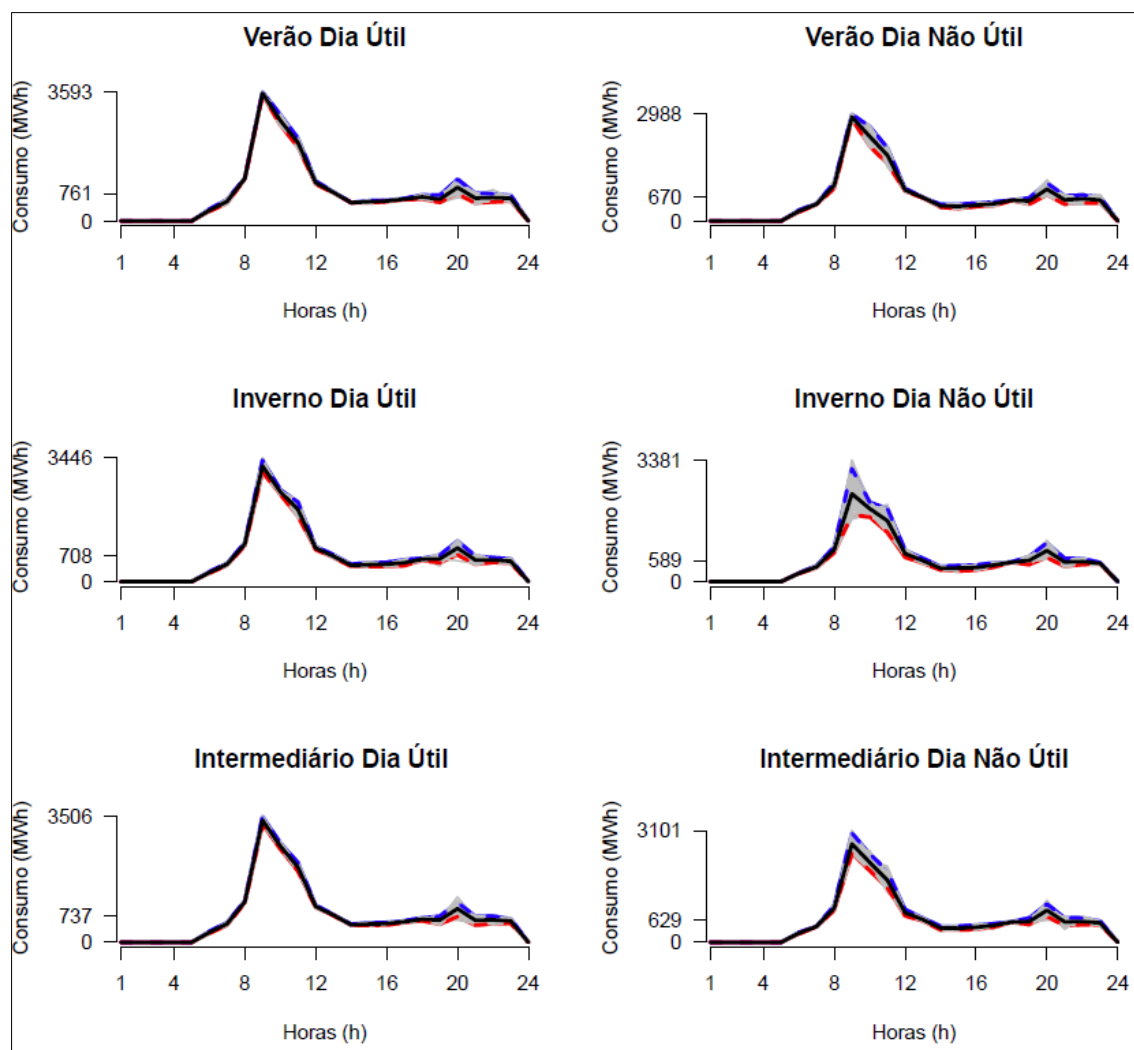 Verão Dia Útil
Consumo (MWh)
3593
761
0
1 4 8 12 16 20 24
Horas (h)
Verão Dia Não Útil
Consumo (MWh)
2988
670
0
1 4 8 12 16 20 24
Horas (h)
Inverno Dia Útil
Consumo (MWh)
3446
708
0
1 4 8 12 16 20 24
Horas (h)
Inverno Dia Não Útil
Consumo (MWh)
3381
589
0
1 4 8 12 16 20 24
Horas (h)
Intermediário Dia Útil
Consumo (MWh)
3506
737
0
1 4 8 12 16 20 24
Horas (h)
Intermediário Dia Não Útil
Consumo (MWh)
3101
629
0
1 4 8 12 16 20 24
Horas (h)